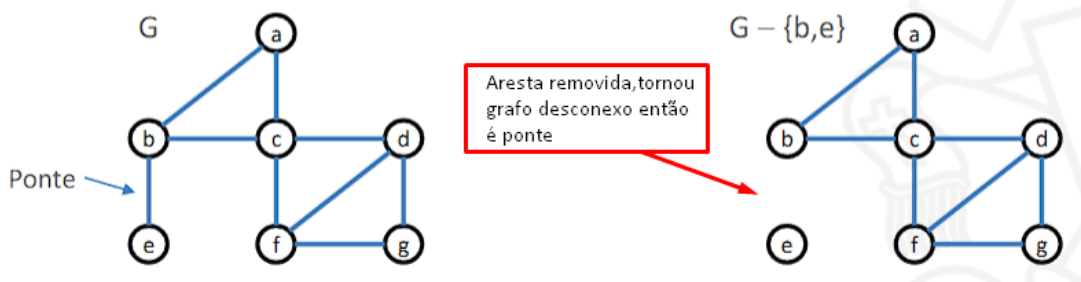 G
a
b
c
d
Ponte
e
f
g
Aresta removida,tornou
grafo desconexo então
é ponte
G – {b,e}
a
b
c
d
e
f
g